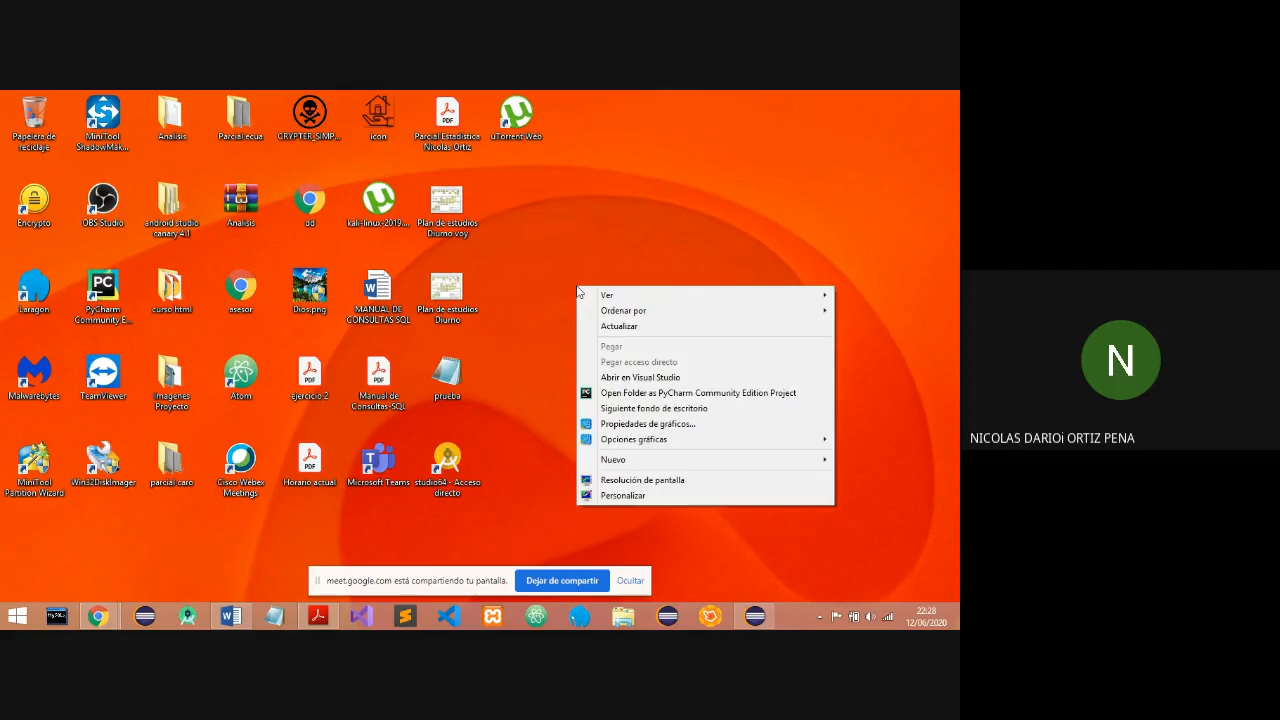 Papelera de
reciclaje
MiniTool
ShadowMak...
Analisis
Parcial ecua
CRYPTER_SIMP...
icon
Parcial Estadistica
Nicolas Ortiz
uTorrent Web
Encrypto
OBS Studio
android studio
canary 4.1
Analisis
dd
kali-linux-2019....
Plan de estudios
Diurno voy
Laragon
PyCharm
Community E...
curso html
asesor
Dios.png
MANUAL DE
CONSULTAS SQL
Plan de estudios
Diurno
Malwarebytes
TeamViewer
Imagenes
Proyecto
Atom
ejercicio 2
Manual de
Consultas-SQL
prueba
MiniTool
Partition Wizard
Win32DiskImager
parcial caro
Cisco Webex
Meetings
Horario actual
Microsoft Teams
studio64 - Acceso
directo
Ver
Ordenar por
Actualizar
Pegar
Pegar acceso directo
Abrir en Visual Studio
Open Folder as PyCharm Community Edition Project
Siguiente fondo de escritorio
Propiedades de gráficos...
Opciones gráficas
Nuevo
Resolución de pantalla
Personalizar
meet.google.com está compartiendo tu pantalla.
Dejar de compartir
Ocultar
22:28
12/06/2020
N
NICOLAS DARIOi ORTIZ PENA